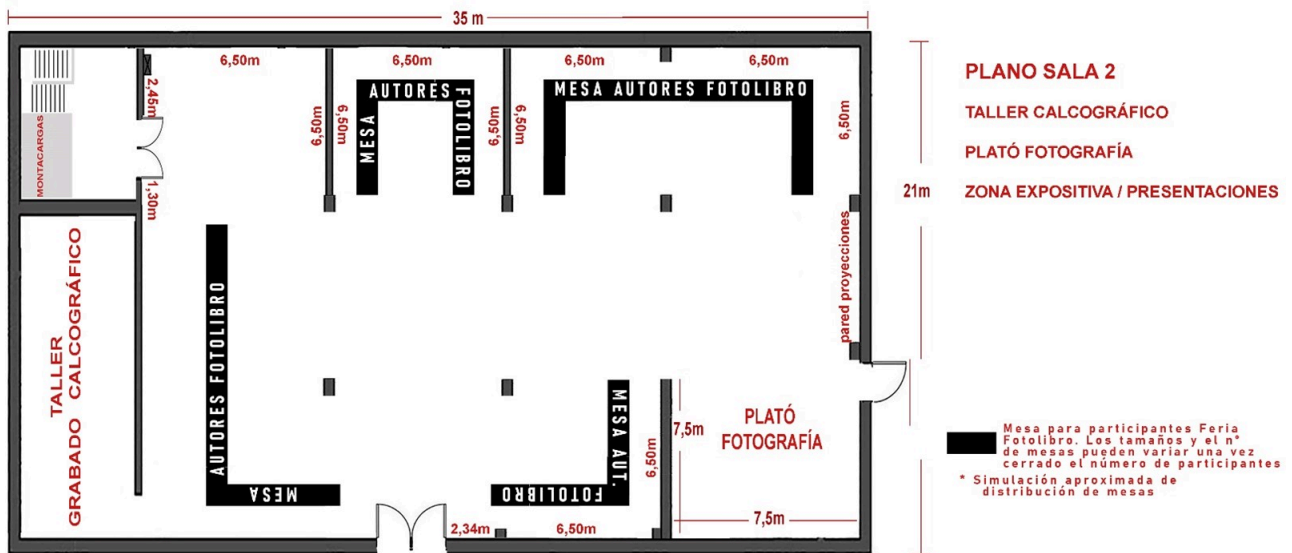 35 m
6,50m
6,50m
6,50m
6,50m
2,45m
1,30m
MONTACARGAS
6,50m
6,50m
6,50m
6,50m
6,50m
MESA
AUTORES
FOTOLIBRO
MESA AUTORES FOTOLIBRO
21m
PLANO SALA 2
TALLER CALCOGRÁFICO
PLATÓ FOTOGRAFÍA
ZONA EXPOSITIVA / PRESENTACIONES
TALLER
GRABADO CALCOGRÁFICO
AUTORES FOTOLIBRO
MESA
pared proyecciones
MESA AUT.
FOTOLIBRO
6,50m
7,5m
PLATÓ
FOTOGRAFÍA
7,5m
2,34m
6,50m
Mesa para participantes Feria
Fotolibro. Los tamaños y el nº
de mesas pueden variar una vez
cerrado el número de participantes
* Simulación aproximada de
distribución de mesas